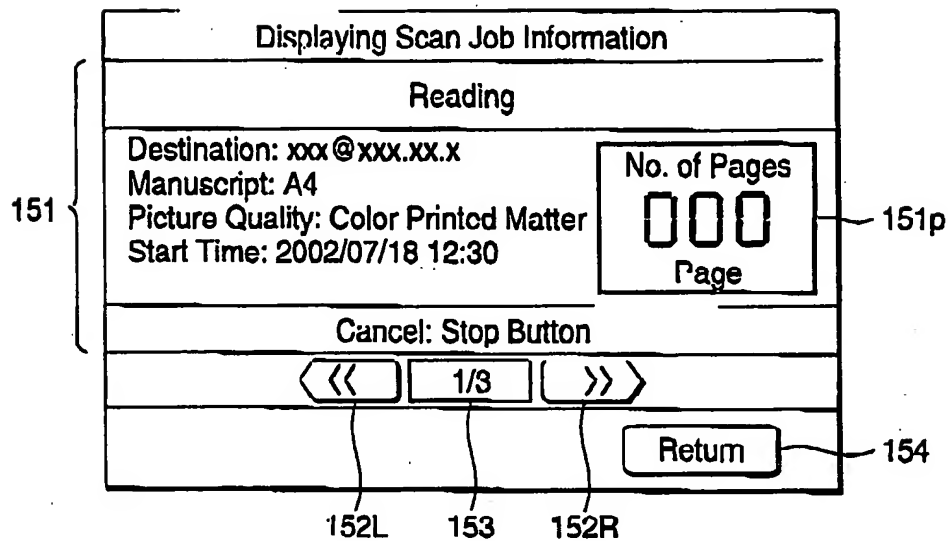 Displaying Scan Job Information
Reading
Destination: xxx@xxx.xx.x
Manuscript: A4
Picture Quality: Color Printed Matter
Start Time: 2002/07/18 12:30
No. of Pages
000
Page
151
151p
Cancel: Stop Button
<< 1/3 >>
Return
154
152L 153 152R